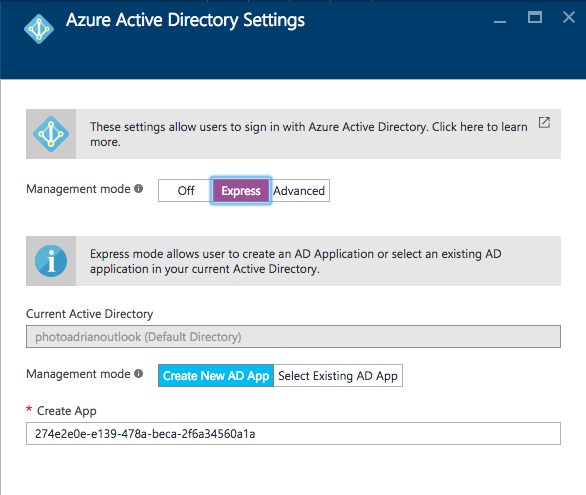 Azure Active Directory Settings
These settings allow users to sign in with Azure Active Directory. Click here to learn
more.
Management mode Off Express Advanced
Express mode allows user to create an AD Application or select an existing AD
application in your current Active Directory.
Current Active Directory
photoadrianoutlook (Default Directory)
Management mode Create New AD App Select Existing AD App
* Create App
274e2e0e-e139-478a-beca-2f6a34560a1a